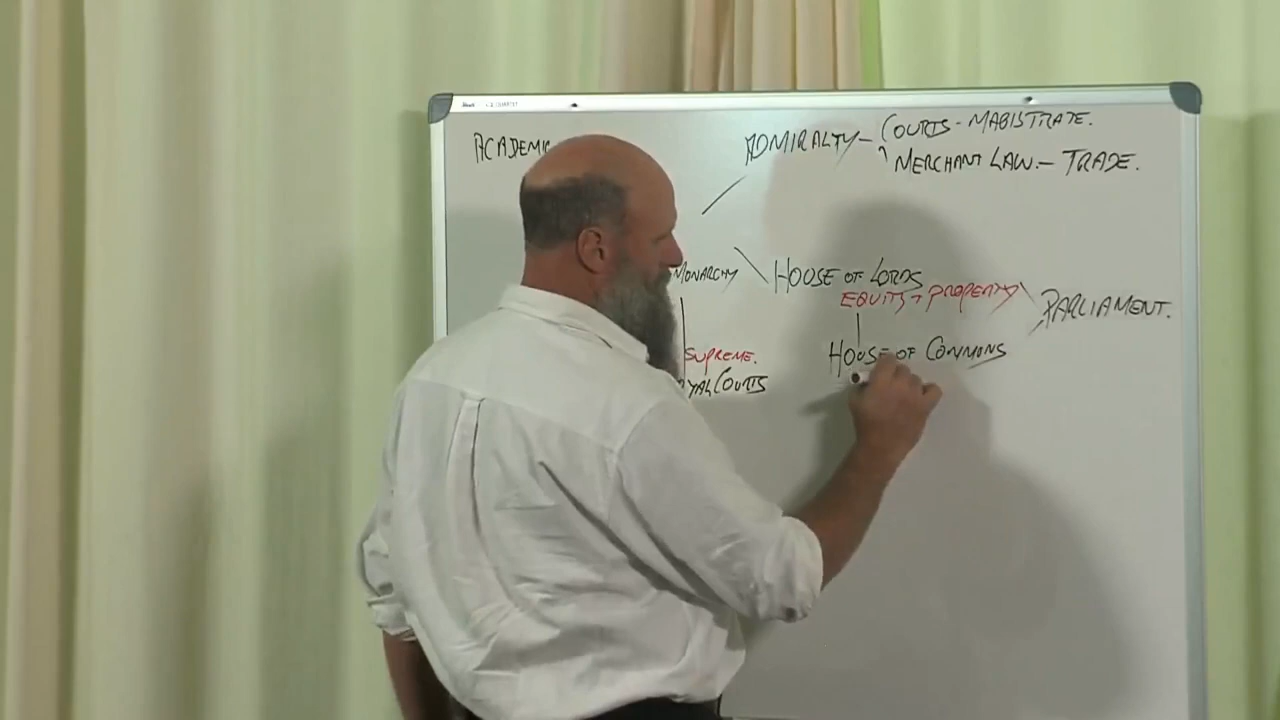 ACADEMIC
ADMIRALTY - COURTS - MAGISTRATE.
MERCHANT LAW. - TRADE.
MONARCHY
HOUSE OF LORDS
EQUITY + PROPERTY
PARLIAMENT.
SUPREME.
HOUSE OF COMMONS
YAL COURTS